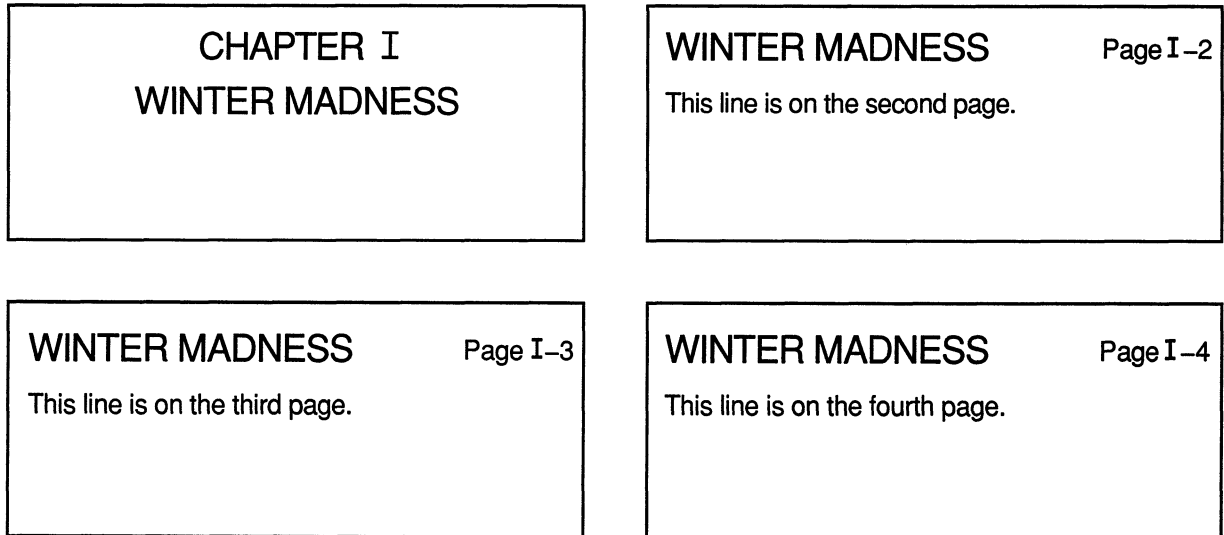 CHAPTER I
WINTER MADNESS
WINTER MADNESS Page I–2
This line is on the second page.
WINTER MADNESS Page I–3
This line is on the third page.
WINTER MADNESS Page I–4
This line is on the fourth page.